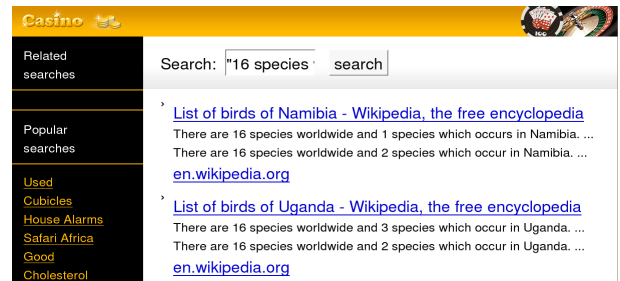 Casino
Related
searches
Search: "16 species search
Popular
searches
Used
Cubicles
House Alarms
Safari Africa
Good
Cholesterol
List of birds of Namibia - Wikipedia, the free encyclopedia
There are 16 species worldwide and 1 species which occurs in Namibia. ...
There are 16 species worldwide and 2 species which occur in Namibia. ...
en.wikipedia.org
List of birds of Uganda - Wikipedia, the free encyclopedia
There are 16 species worldwide and 3 species which occur in Uganda. ...
There are 16 species worldwide and 2 species which occur in Uganda. ...
en.wikipedia.org